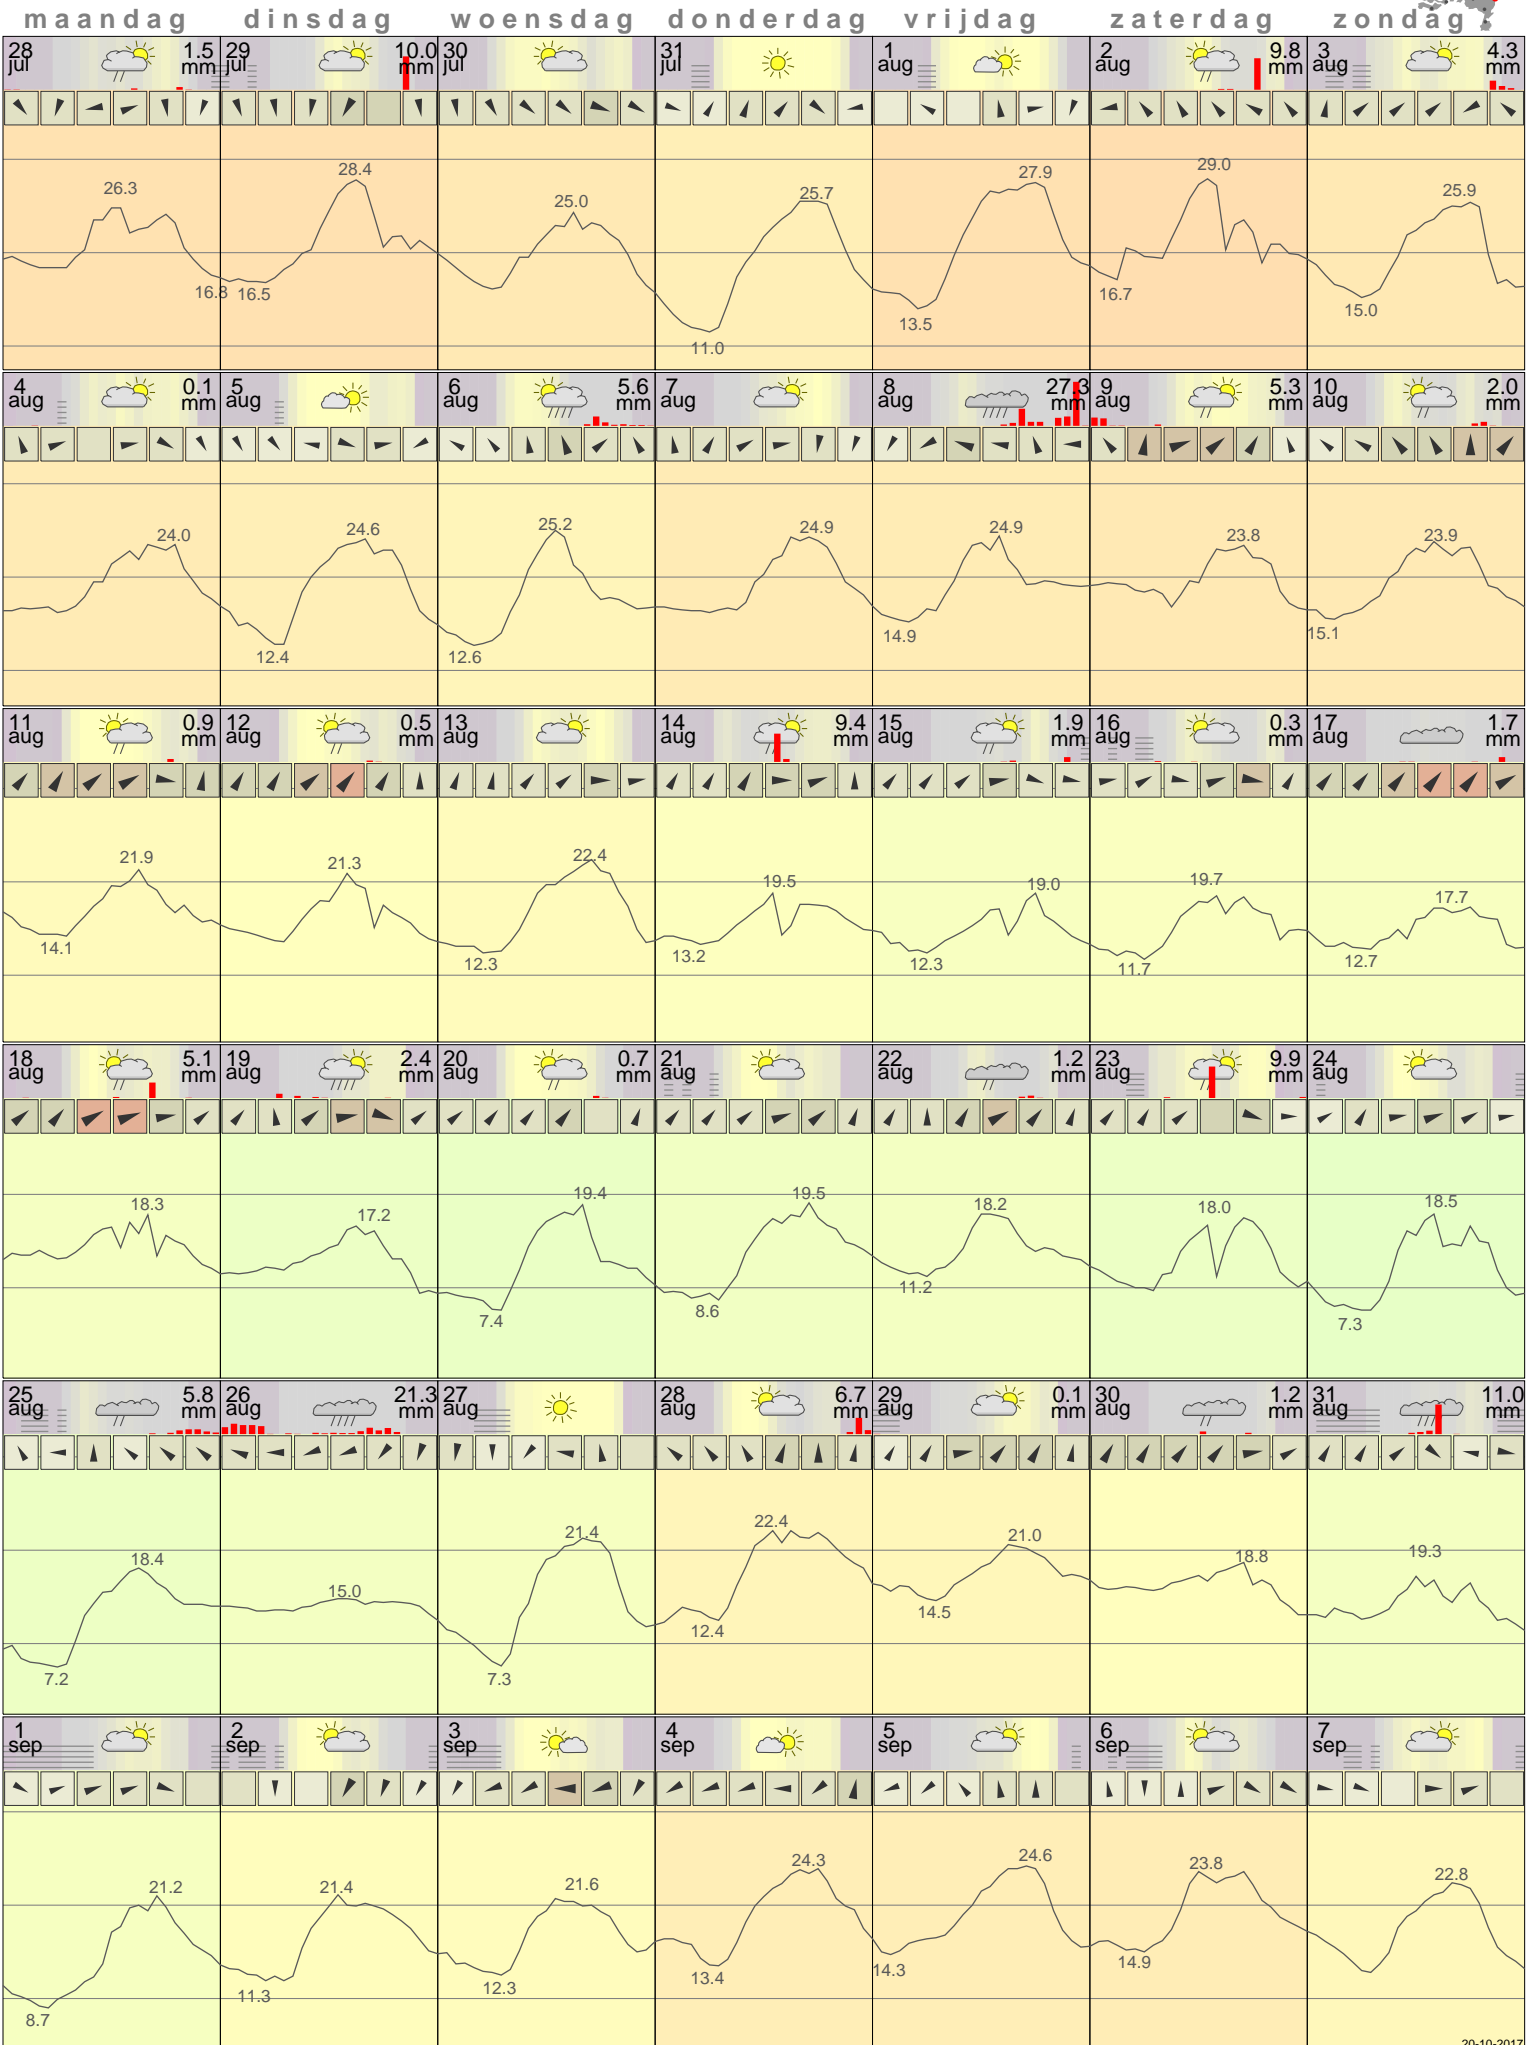 maandag dinsdag woensdag donderdag vrijdag zaterdag zondag
28 jul 1.5 mm 29 jul 10.0 mm 30 jul 31 jul 1 aug 2 aug 9.8 mm 3 aug 4.3 mm
26.3 28.4 25.0 25.7 27.9 29.0 25.9
16.8 16.5 11.0 13.5 16.7 15.0
4 aug 0.1 mm 5 aug 6 aug 5.6 mm 7 aug 8 aug 27.3 mm 9 aug 5.3 mm 10 aug 2.0 mm
24.0 24.6 25.2 24.9 24.9 23.8 23.9
12.4 12.6 14.9 15.1
11 aug 0.9 mm 12 aug 0.5 mm 13 aug 14 aug 9.4 mm 15 aug 1.9 mm 16 aug 0.3 mm 17 aug 1.7 mm
21.9 21.3 22.4 19.5 19.0 19.7 17.7
14.1 12.3 13.2 12.3 11.7 12.7
18 aug 5.1 mm 19 aug 2.4 mm 20 aug 0.7 mm 21 aug 22 aug 1.2 mm 23 aug 9.9 mm 24 aug
18.3 17.2 19.4 19.5 18.2 18.0 18.5
7.4 8.6 11.2 7.3
25 aug 5.8 mm 26 aug 21.3 mm 27 aug 28 aug 6.7 mm 29 aug 0.1 mm 30 aug 1.2 mm 31 aug 11.0 mm
18.4 15.0 21.4 22.4 21.0 18.8 19.3
7.2 7.3 12.4 14.5
1 sep 2 sep 3 sep 4 sep 5 sep 6 sep 7 sep
21.2 21.4 21.6 24.3 24.6 23.8 22.8
8.7 11.3 12.3 13.4 14.3 14.9
20-10-2017